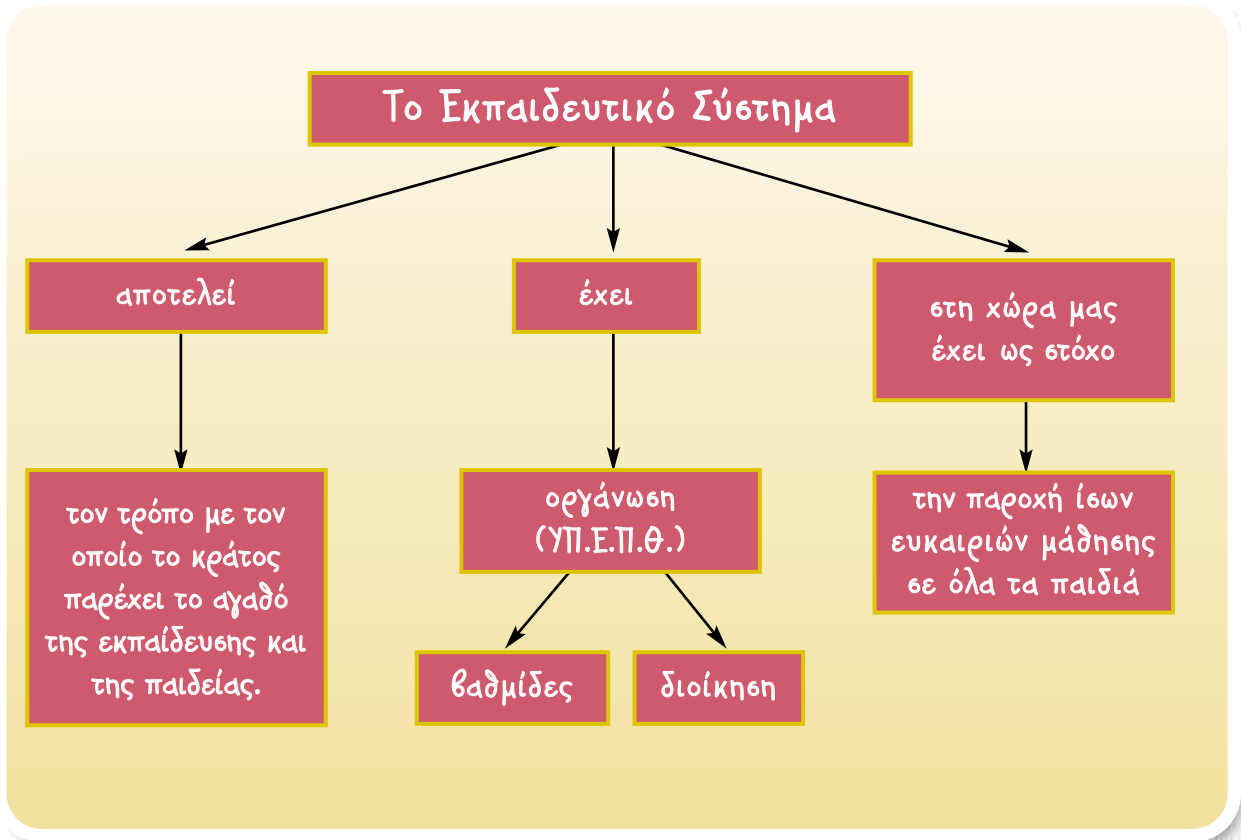 Το Εκπαιδευτικό Σύστημα
αποτελεί
τον τρόπο με τον
οποίο το κράτος
παρέχει το αγαθό
της εκπαίδευσης και
της παιδείας.
έχει
οργάνωση
(ΥΠ.Ε.Π.Θ.)
βαθμίδες
διοίκηση
στη χώρα μας
έχει ως στόχο
την παροχή ίσων
ευκαιριών μάθησης
σε όλα τα παιδιά